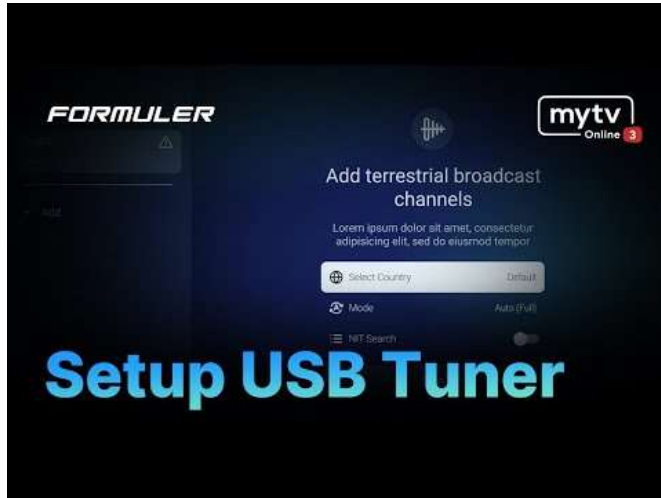 FORMULER
mytv
Online 3
Add terrestrial broadcast
channels
Lorem ipsum dolor sit amet, consectetur
adipisicing elit, sed do eiusmod tempor
Select Country Default
Mode Auto (Full)
NIT Search
Setup USB Tuner